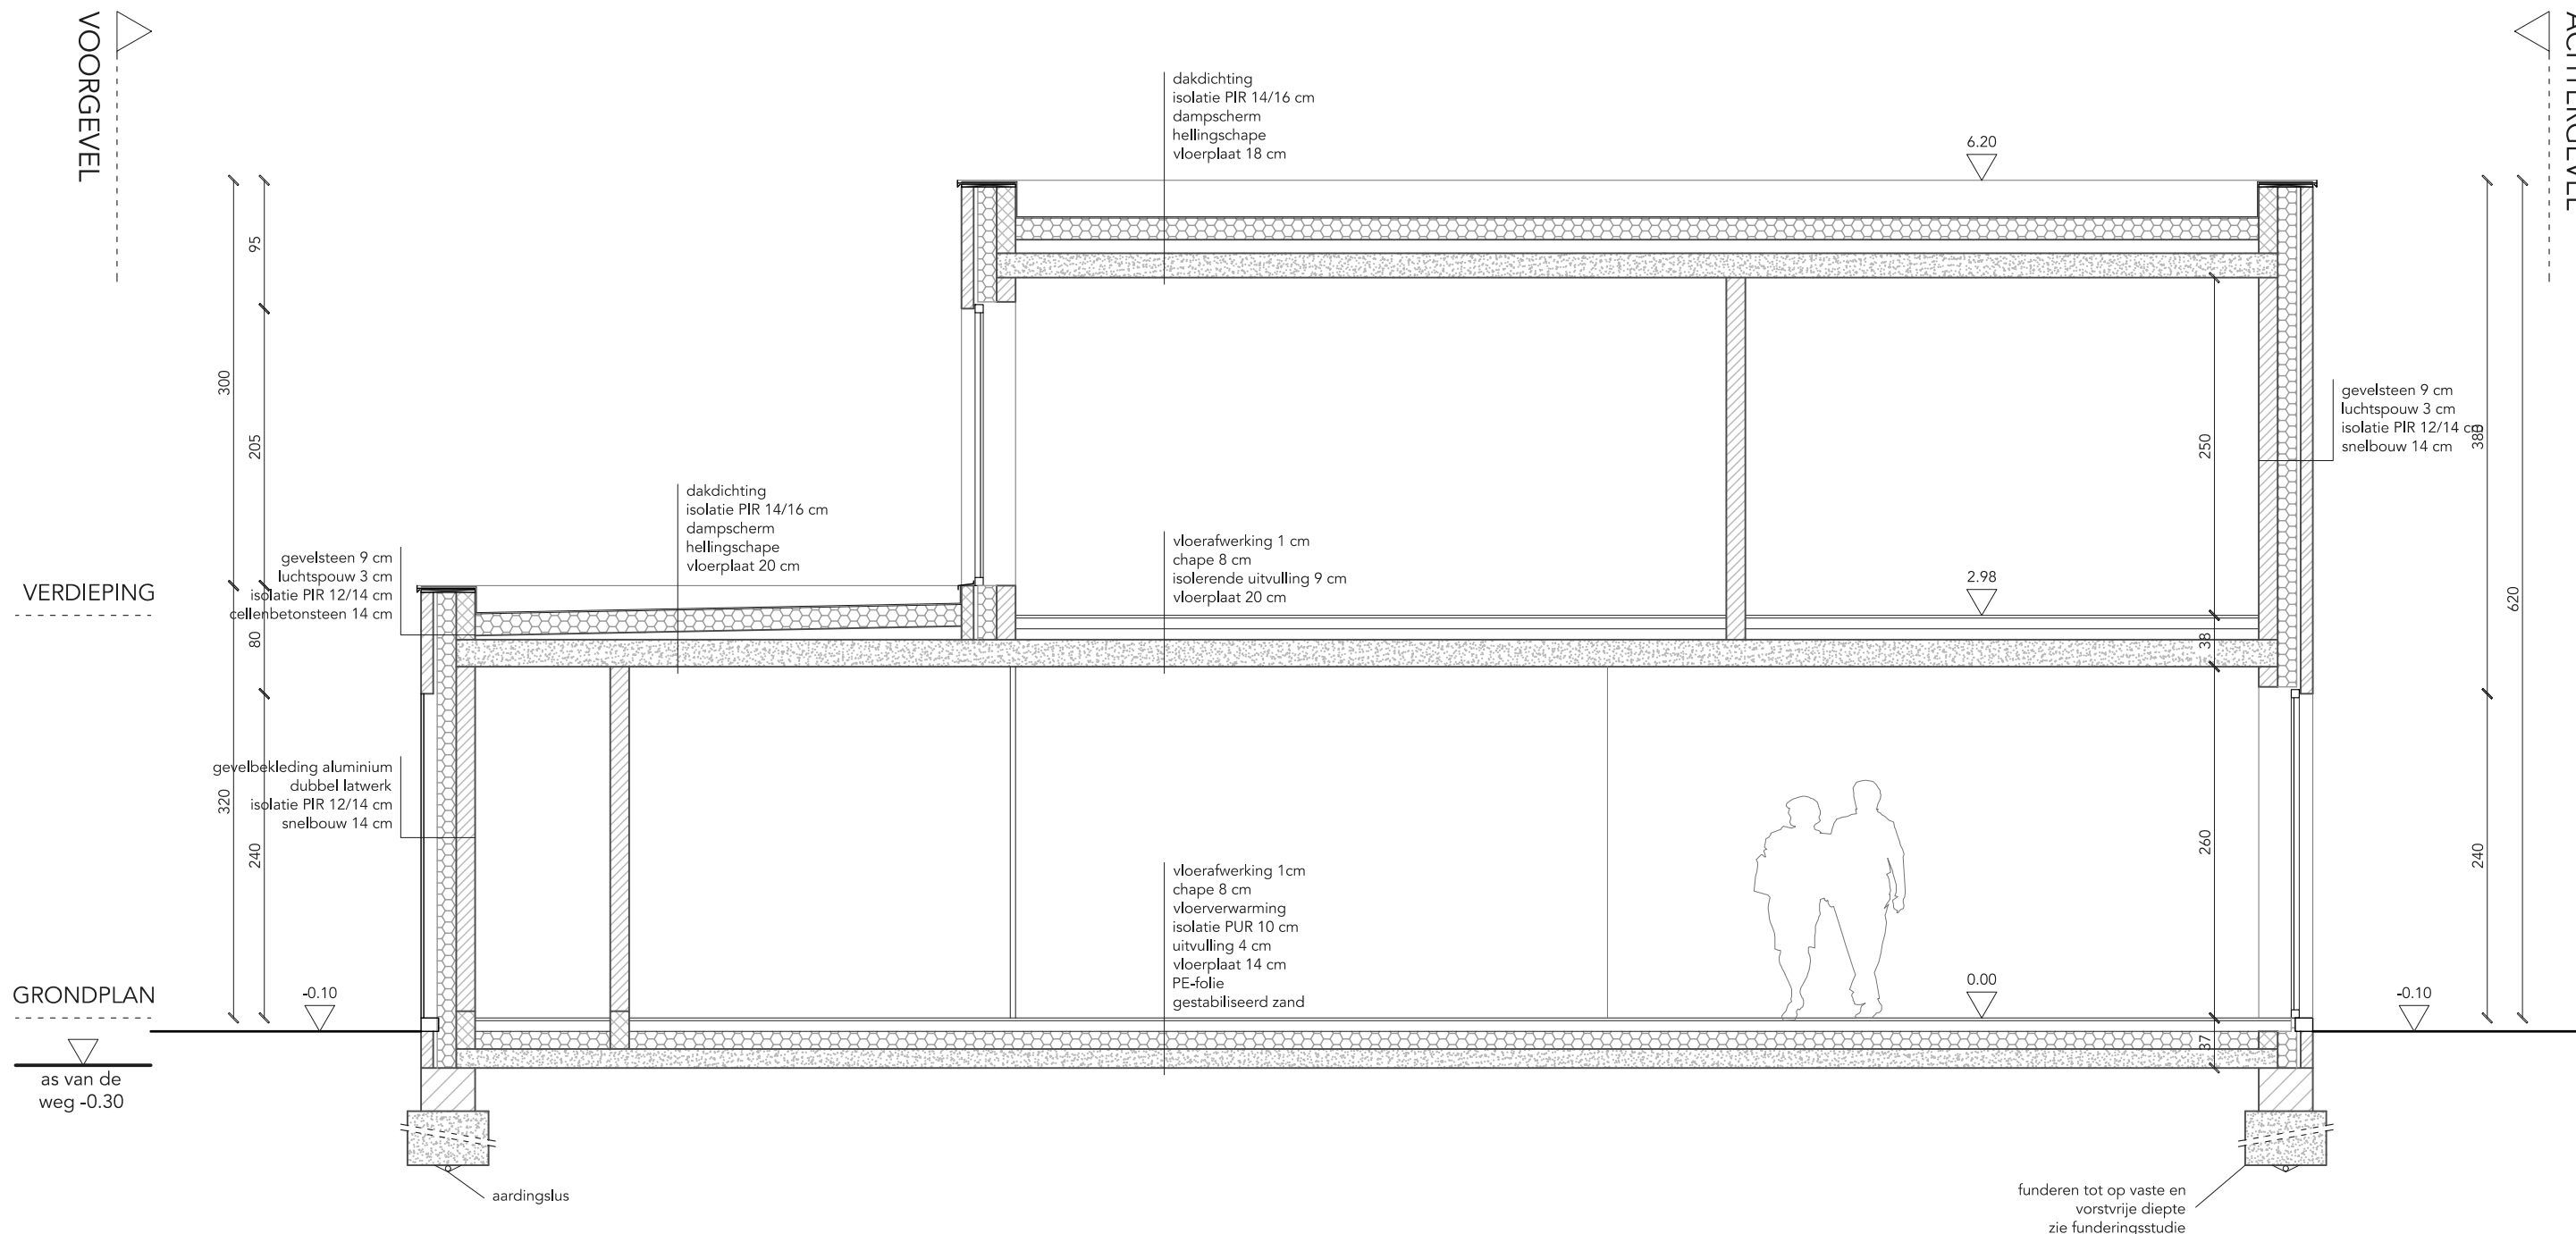 VOORGEVEL
ACHTERGEVEL
dakdichting
isolatie PIR 14/16 cm
dampscherm
hellingschape
vloerplaat 18 cm
6.20
95
300
205
250
gevelsteen 9 cm
luchtspouw 3 cm
isolatie PIR 12/14 cm
snelbouw 14 cm
380
dakdichting
isolatie PIR 14/16 cm
dampscherm
hellingschape
vloerplaat 20 cm
gevelsteen 9 cm
luchtspouw 3 cm
isolatie PIR 12/14 cm
cellenbetonsteen 14 cm
vloerafwerking 1 cm
chape 8 cm
isolerende uitvulling 9 cm
vloerplaat 20 cm
2.98
VERDIEPING
620
80
38
gevelbekleding aluminium
dubbel latwerk
isolatie PIR 12/14 cm
snelbouw 14 cm
320
240
260
240
vloerafwerking 1cm
chape 8 cm
vloerverwarming
isolatie PUR 10 cm
uitvulling 4 cm
vloerplaat 14 cm
PE-folie
gestabiliseerd zand
GRONDPLAN
-0.10
0.00
-0.10
37
as van de
weg -0.30
aardingslus
funderen tot op vaste en
vorstvrije diepte
zie funderingsstudie